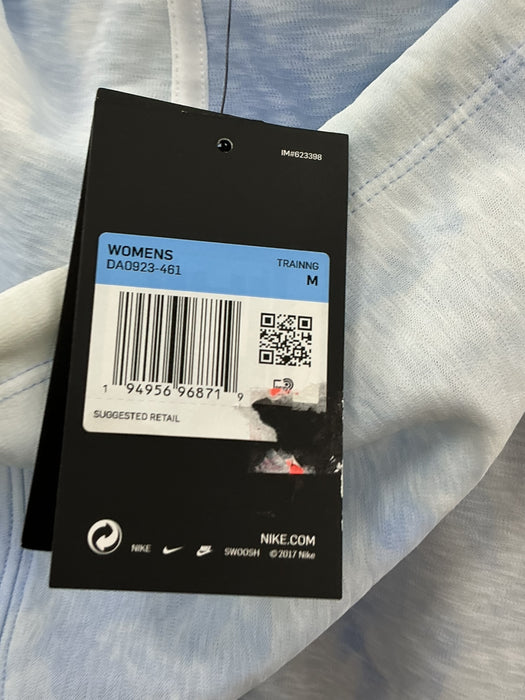 IM#623398
WOMENS
DA0923-461
TRAINNG
M
1 94956 96871 9
SUGGESTED RETAIL
NIKE.COM
NIKE SWOOSH © 2017 Nike